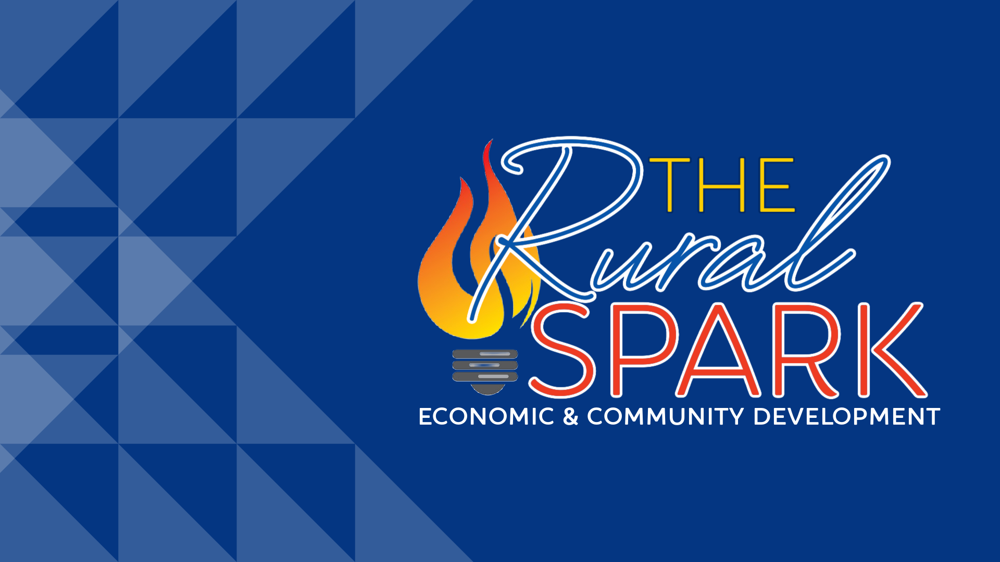 THE
Rural
SPARK
ECONOMIC & COMMUNITY DEVELOPMENT